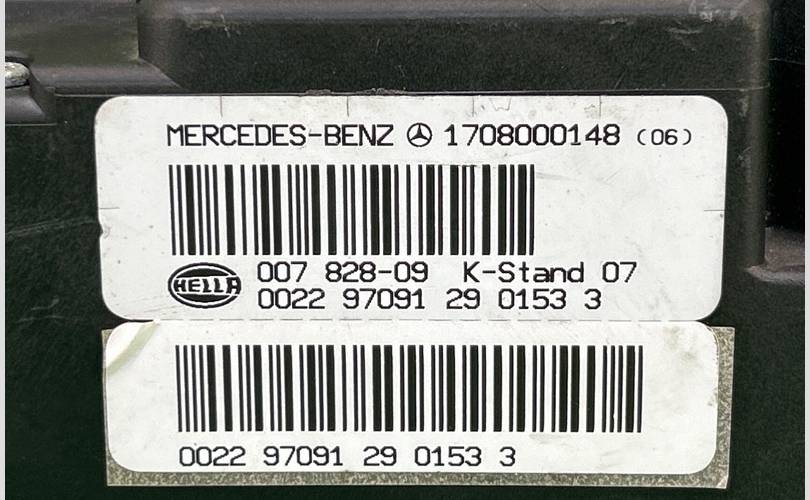 MERCEDES-BENZ 1708000148 (06)
HELLA
007 828-09 K-Stand 07
0022 97091 29 0153 3
0022 97091 29 0153 3